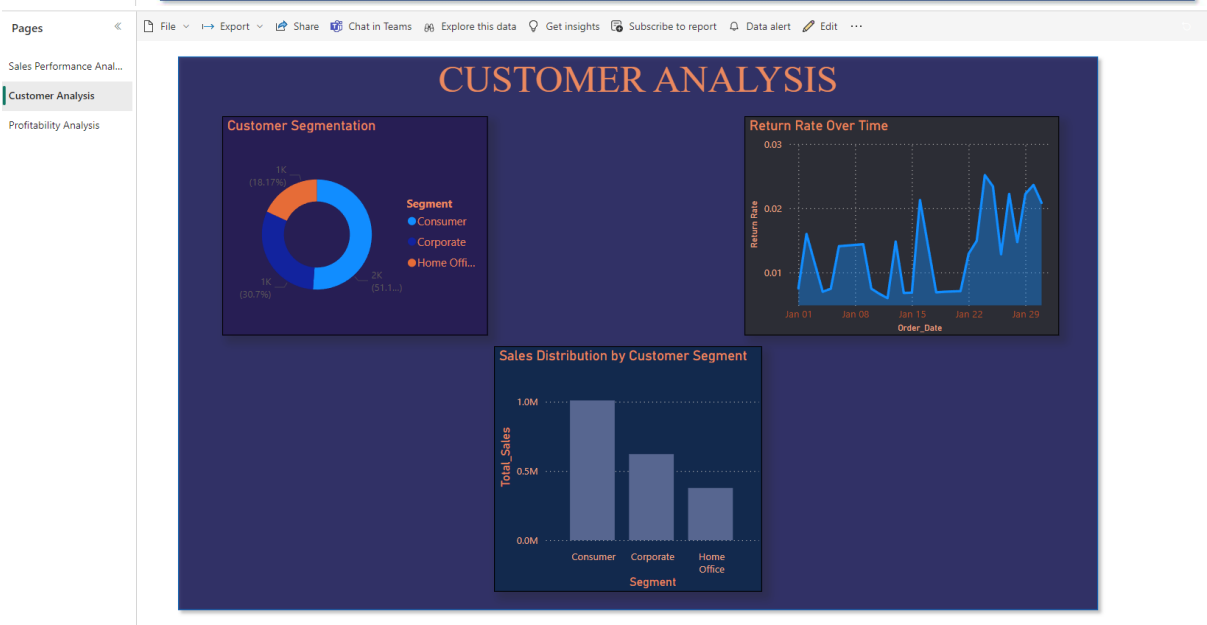 Pages
File
Export
Share
Chat in Teams
Explore this data
Get insights
Subscribe to report
Data alert
Edit
Sales Performance Anal...
Customer Analysis
Profitability Analysis
CUSTOMER ANALYSIS
Customer Segmentation
1K
(18.17%)
1K
(30.7%)
2K
(51.1...)
Segment
Consumer
Corporate
Home Offi...
Return Rate Over Time
Return Rate
0.03
0.02
0.01
Jan 01
Jan 08
Jan 15
Jan 22
Jan 29
Order_Date
Sales Distribution by Customer Segment
Total_Sales
1.0M
0.5M
0.0M
Consumer
Corporate
Home
Office
Segment